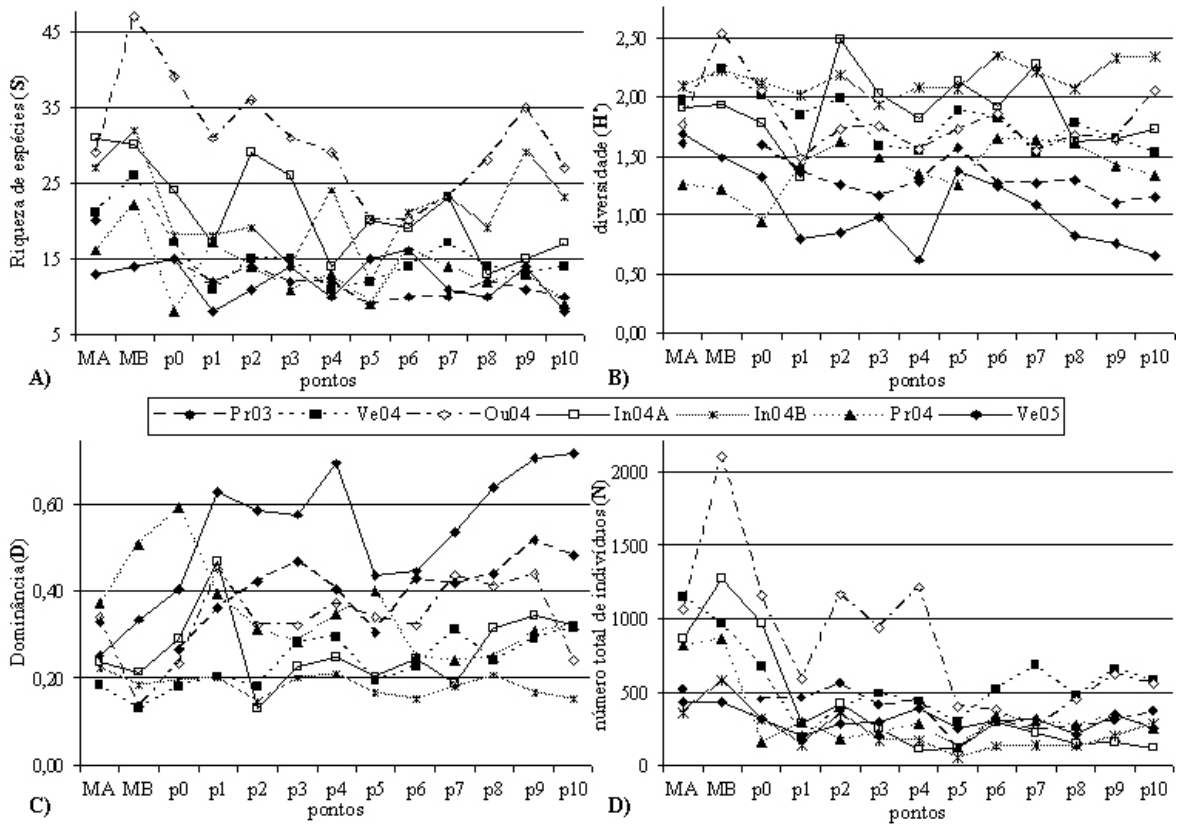 45
35
25
15
5
Riqueza de espécies (S)
MA MB p0 p1 p2 p3 p4 p5 p6 p7 p8 p9 p10
pontos
A)
2,50
2,00
1,50
1,00
0,50
0,00
diversidade (H')
MA MB p0 p1 p2 p3 p4 p5 p6 p7 p8 p9 p10
pontos
B)
Pr03 Ve04 Ou04 In04A In04B Pr04 Ve05
0,60
0,40
0,20
0,00
Dominância (D)
MA MB p0 p1 p2 p3 p4 p5 p6 p7 p8 p9 p10
pontos
C)
2000
1500
1000
500
0
número total de indivíduos (N)
MA MB p0 p1 p2 p3 p4 p5 p6 p7 p8 p9 p10
pontos
D)